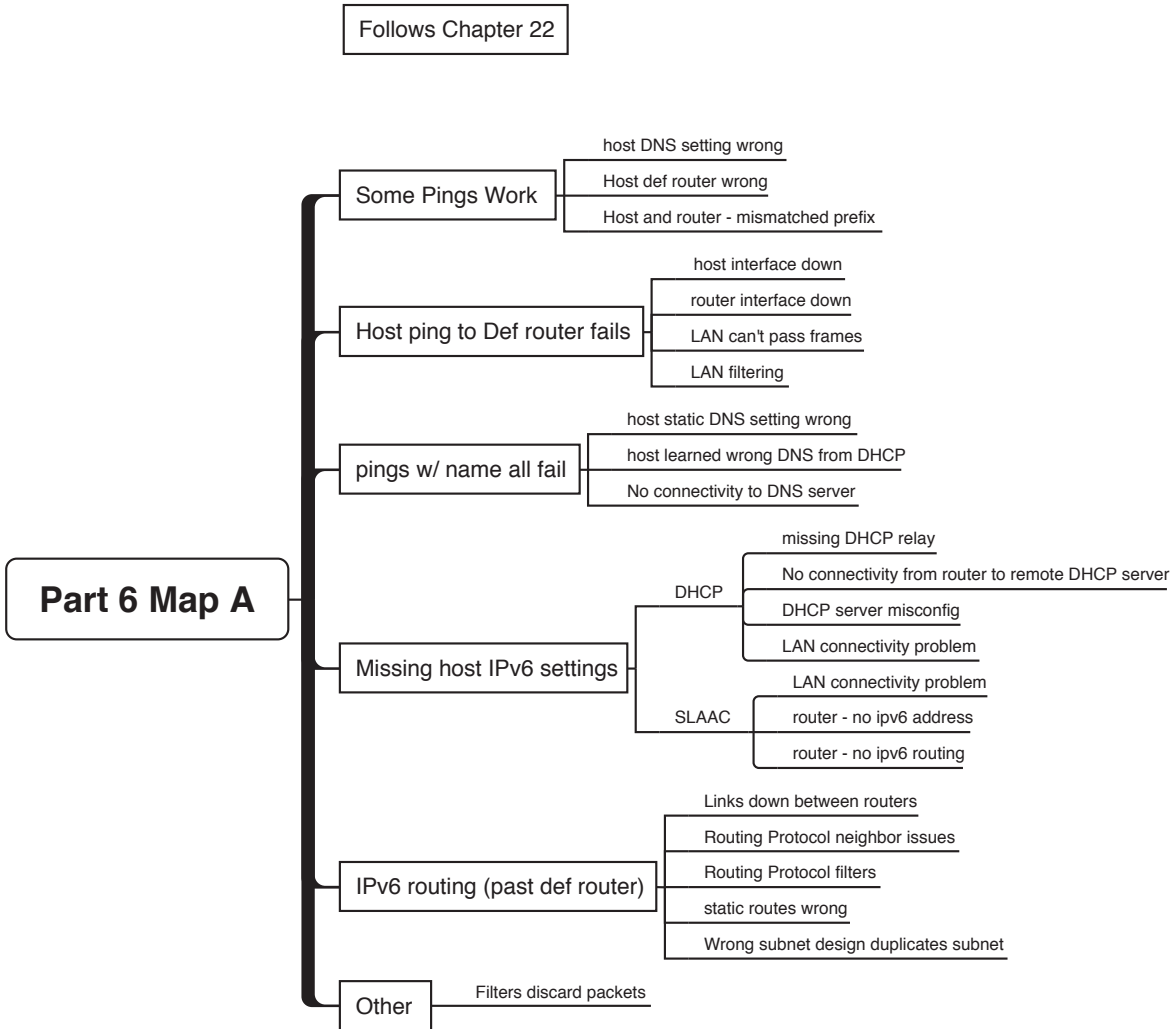 Follows Chapter 22
Part 6 Map A
Some Pings Work
host DNS setting wrong
Host def router wrong
Host and router - mismatched prefix
Host ping to Def router fails
host interface down
router interface down
LAN can't pass frames
LAN filtering
pings w/ name all fail
host static DNS setting wrong
host learned wrong DNS from DHCP
No connectivity to DNS server
Missing host IPv6 settings
DHCP
missing DHCP relay
No connectivity from router to remote DHCP server
DHCP server misconfig
LAN connectivity problem
SLAAC
LAN connectivity problem
router - no ipv6 address
router - no ipv6 routing
IPv6 routing (past def router)
Links down between routers
Routing Protocol neighbor issues
Routing Protocol filters
static routes wrong
Wrong subnet design duplicates subnet
Other
Filters discard packets